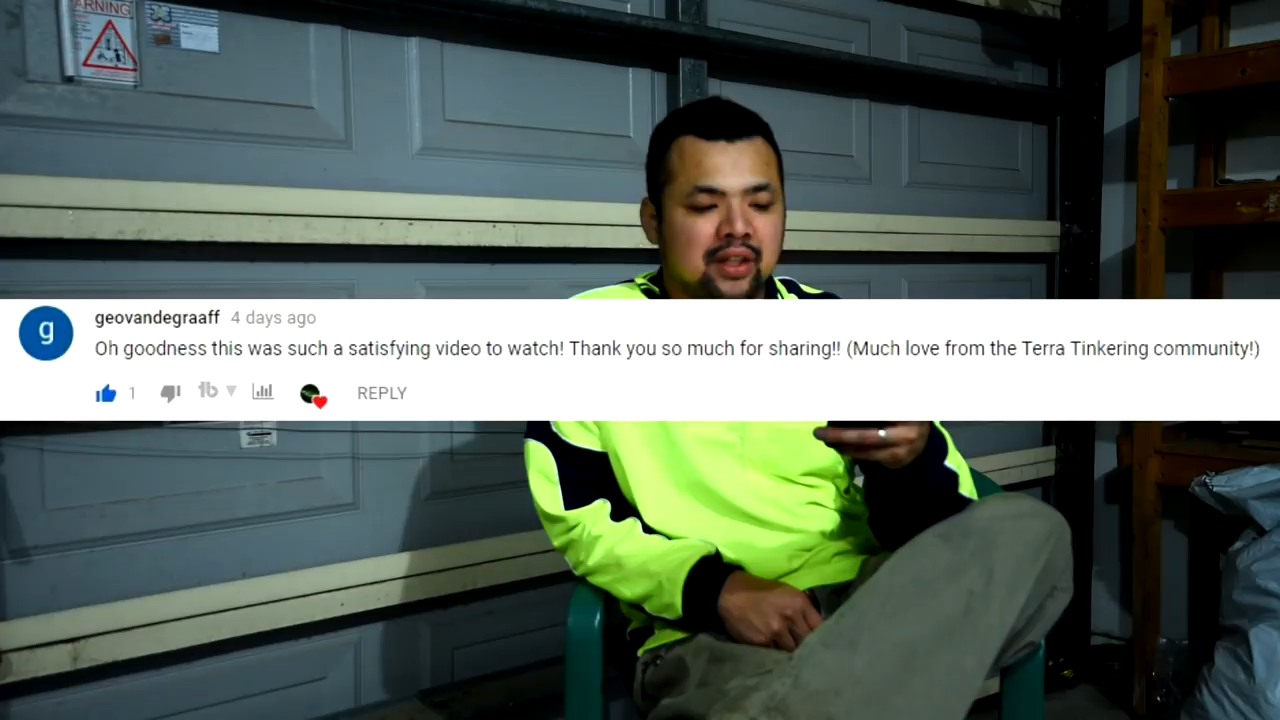 ARNING
geovandegraaff 4 days ago
Oh goodness this was such a satisfying video to watch! Thank you so much for sharing!! (Much love from the Terra Tinkering community!)
1 REPLY